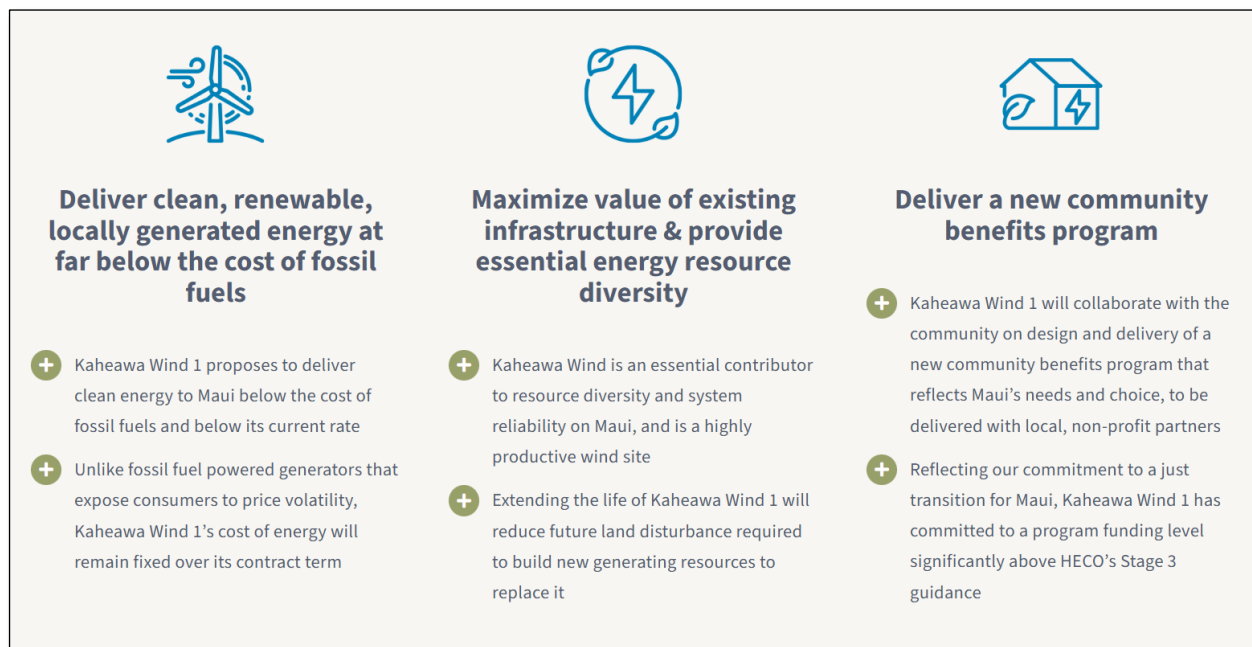 Deliver clean, renewable,
locally generated energy at
far below the cost of fossil
fuels
Kaheawa Wind 1 proposes to deliver
clean energy to Maui below the cost of
fossil fuels and below its current rate
Unlike fossil fuel powered generators that
expose consumers to price volatility,
Kaheawa Wind 1’s cost of energy will
remain fixed over its contract term
Maximize value of existing
infrastructure & provide
essential energy resource
diversity
Kaheawa Wind is an essential contributor
to resource diversity and system
reliability on Maui, and is a highly
productive wind site
Extending the life of Kaheawa Wind 1 will
reduce future land disturbance required
to build new generating resources to
replace it
Deliver a new community
benefits program
Kaheawa Wind 1 will collaborate with the
community on design and delivery of a
new community benefits program that
reflects Maui’s needs and choice, to be
delivered with local, non-profit partners
Reflecting our commitment to a just
transition for Maui, Kaheawa Wind 1 has
committed to a program funding level
significantly above HECO’s Stage 3
guidance